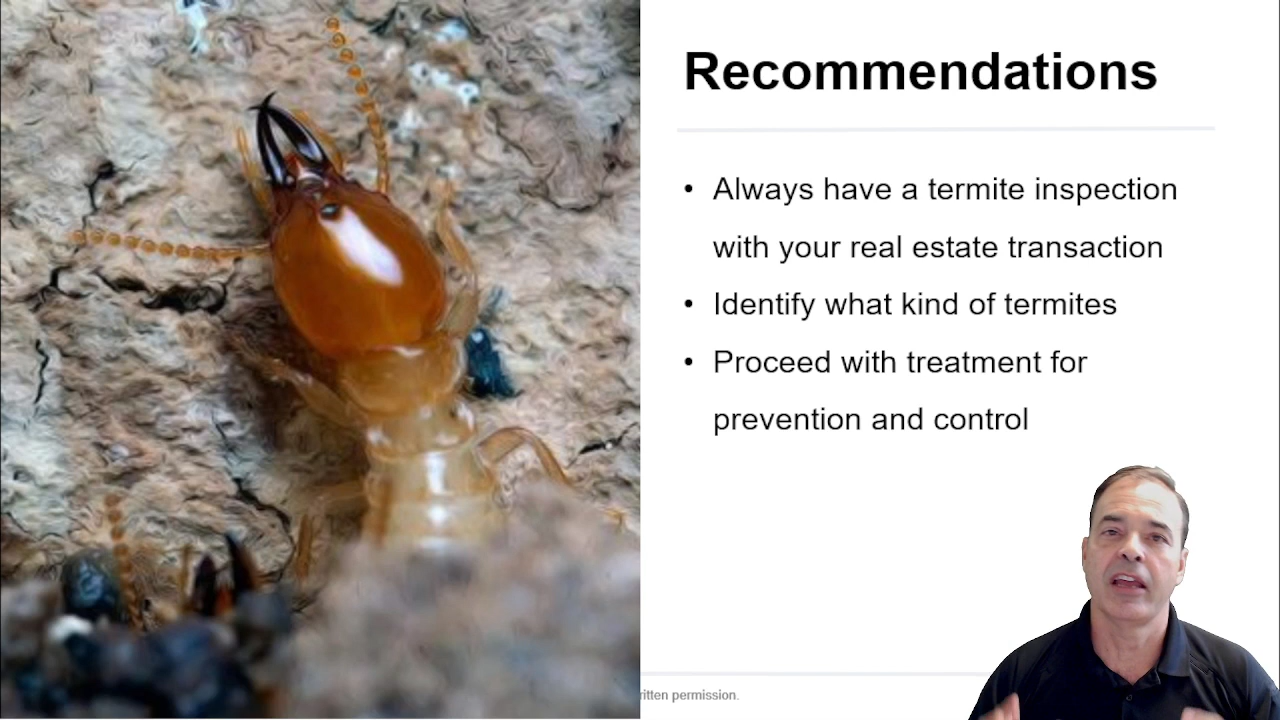 Recommendations
• Always have a termite inspection
with your real estate transaction
• Identify what kind of termites
• Proceed with treatment for
prevention and control
permission.